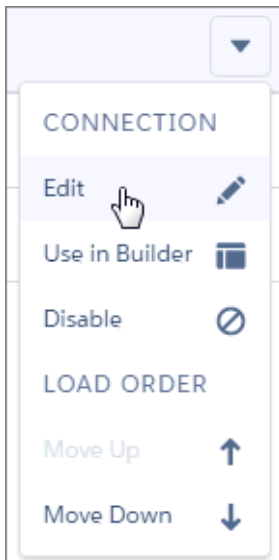 CONNECTION
Edit
Use in Builder
Disable
LOAD ORDER
Move Up
Move Down